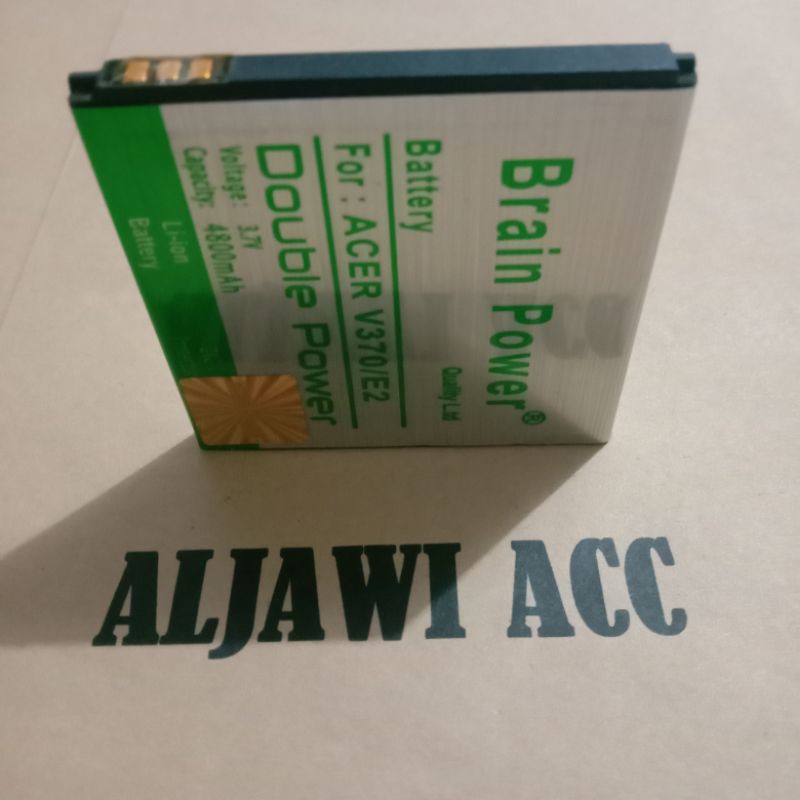 Brain Power®
Quality Ltd
Battery
For : ACER V370/E2
Double Power
Voltage: 3.7V
Capacity: 4800mAh
Li-ion
Battery
ALJAWI ACC